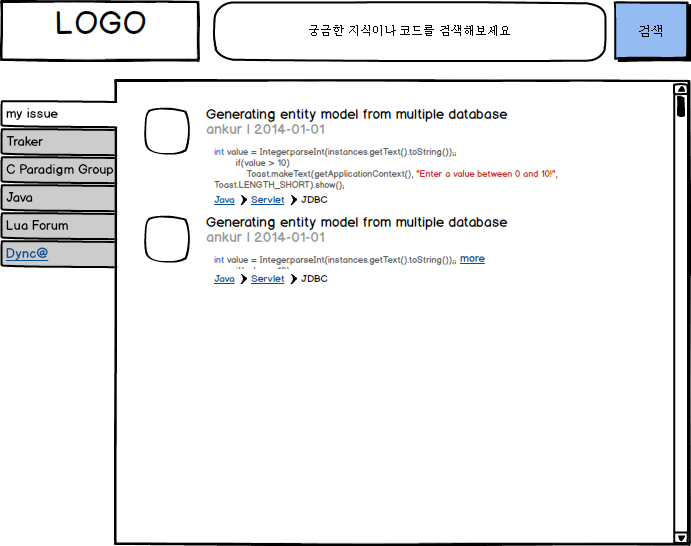 LOGO
궁금한 지식이나 코드를 검색해보세요
검색
my issue
Traker
C Paradigm Group
Java
Lua Forum
Dync@
Generating entity model from multiple database
ankur | 2014-01-01
int value = Integer.parseInt(instances.getText().toString());;
if(value > 10)
Toast.makeText(getApplicationContext(), "Enter a value between 0 and 10!",
Toast.LENGTH_SHORT).show();
Java Servlet JDBC
Generating entity model from multiple database
ankur | 2014-01-01
int value = Integer.parseInt(instances.getText().toString());; more
Java Servlet JDBC